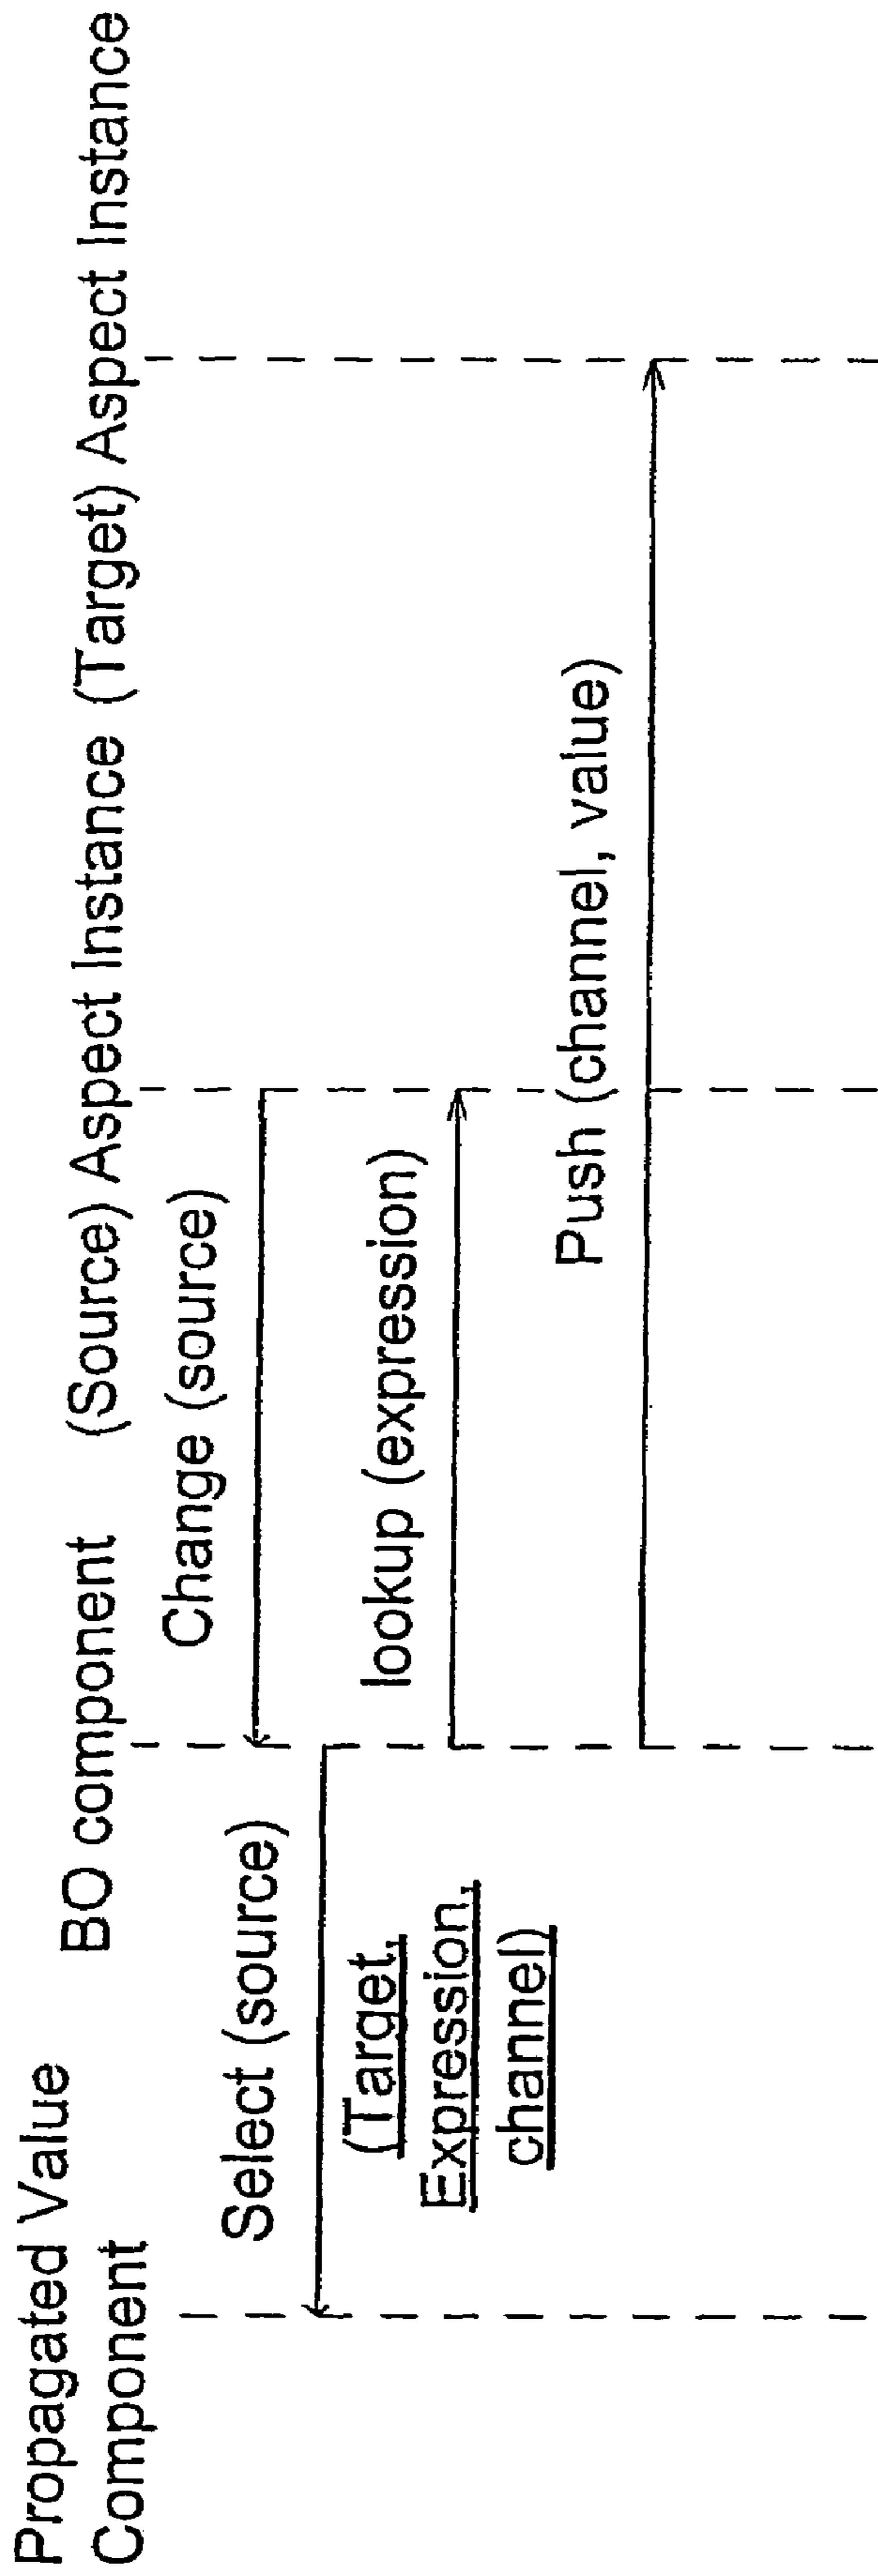 Propagated Value
Component
BO component
(Source) Aspect Instance
(Target) Aspect Instance
Change (source)
Select (source)
(Target,
Expression,
channel)
lookup (expression)
Push (channel, value)